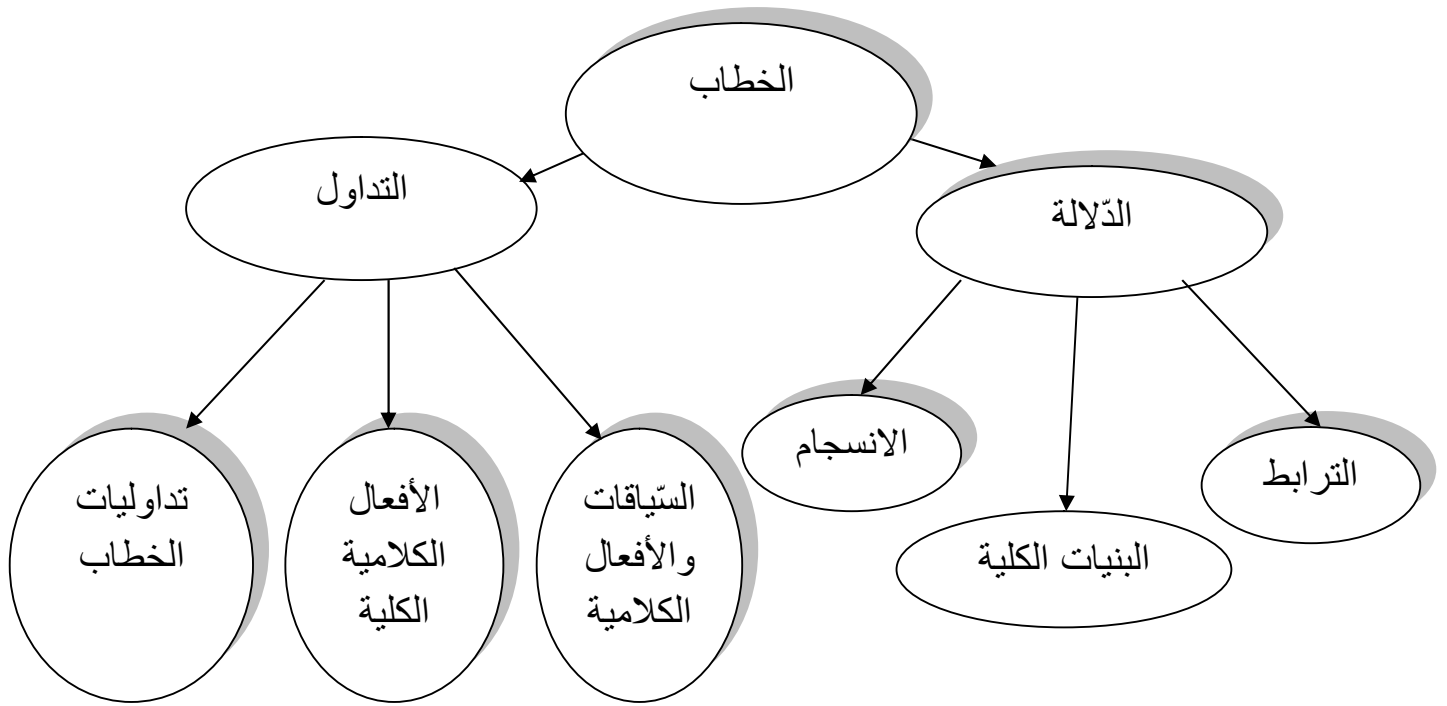 الخطاب
الدّلالة
التداول
الترابط
البنيات الكلية
الانسجام
السّياقات
والأفعال
الكلامية
الأفعال
الكلامية
الكلية
تداوليات
الخطاب